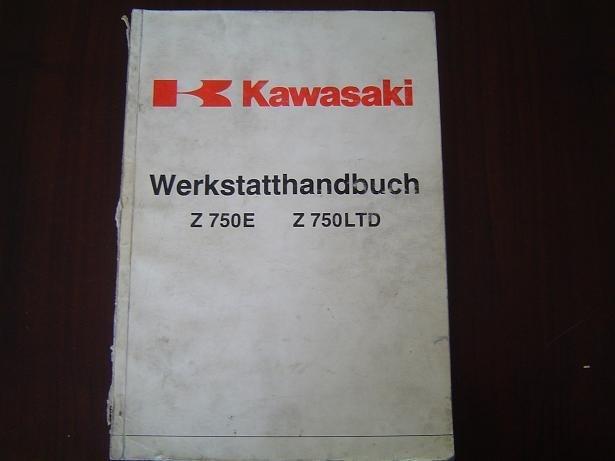 Kawasaki
Werkstatthandbuch
Z 750E Z 750LTD